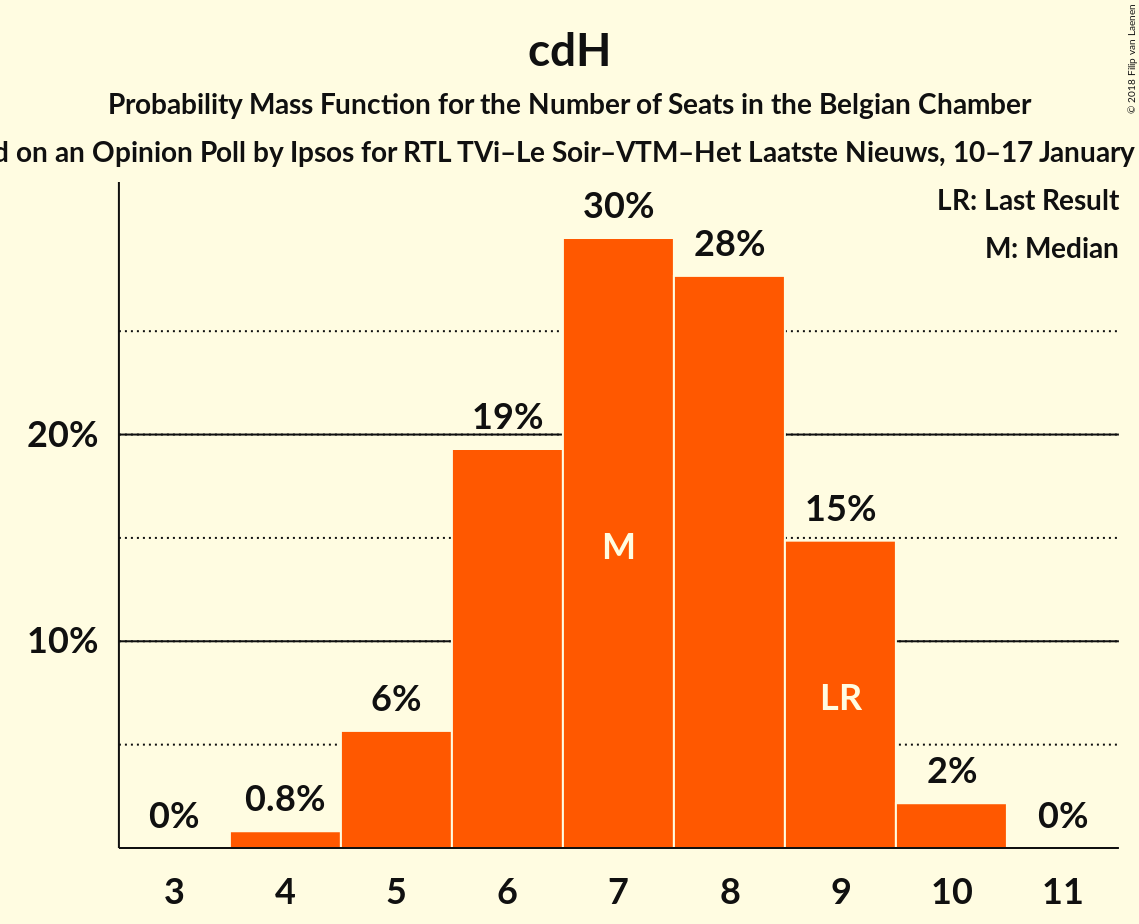 cdH
Probability Mass Function for the Number of Seats in the Belgian Chamber
on an Opinion Poll by Ipsos for RTL TVi–Le Soir–VTM–Het Laatste Nieuws, 10–17 January
© 2018 Filip van Laenen
LR: Last Result
M: Median
30%
28%
20%
19%
15%
M
10%
LR
6%
2%
0.8%
0%
0%
3 4 5 6 7 8 9 10 11